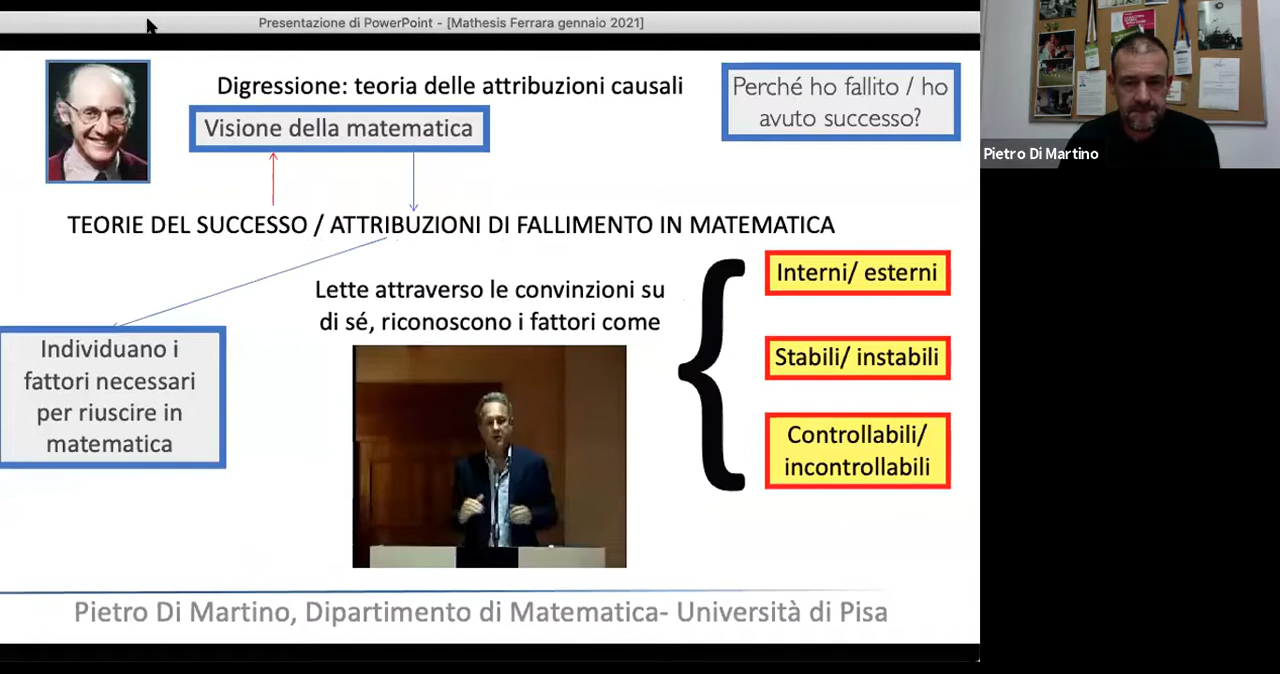 Presentazione di PowerPoint - [Mathesis Ferrara gennaio 2021]
Digressione: teoria delle attribuzioni causali
Visione della matematica
Perché ho fallito / ho
avuto successo?
Pietro Di Martino
TEORIE DEL SUCCESSO / ATTRIBUZIONI DI FALLIMENTO IN MATEMATICA
Lette attraverso le convinzioni su
di sé, riconoscono i fattori come
Interni/ esterni
Stabili/ instabili
Controllabili/
incontrollabili
Individuano i
fattori necessari
per riuscire in
matematica
Pietro Di Martino, Dipartimento di Matematica- Università di Pisa